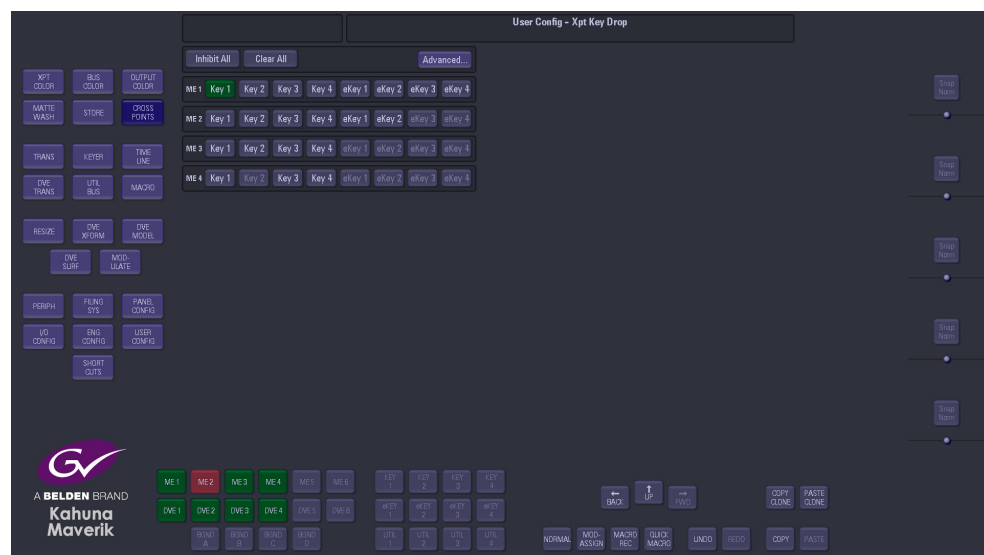 User Config - Xpt Key Drop
Inhibit All Clear All Advanced...
ME 1 Key 1 Key 2 Key 3 Key 4 eKey 1 eKey 2 eKey 3 eKey 4
ME 2 Key 1 Key 2 Key 3 Key 4 eKey 1 eKey 2 eKey 3 eKey 4
ME 3 Key 1 Key 2 Key 3 Key 4 eKey 1 eKey 2 eKey 3 eKey 4
ME 4 Key 1 Key 2 Key 3 Key 4 eKey 1 eKey 2 eKey 3 eKey 4
XPT BUS OUTPUT
COLOR COLOR COLOR
MATTE STORE CROSS
WASH POINTS
TRANS KEYER TIME
LINE
DVE UTIL MACRO
TRANS BUS
RESIZE DVE DVE
XFORM MODEL
DVE MOD-
SURF ULATE
PERIPH FILING PANEL
SYS CONFIG
I/O ENG USER
CONFIG CONFIG CONFIG
SHORT
CUTS
Snap
Nam
Snap
Nam
Snap
Nam
Snap
Nam
Snap
Nam
GV
A BELDEN BRAND
Kahuna
Maverik
ME 1 ME 2 ME 3 ME 4 ME 5 ME 6
DVE 1 DVE 2 DVE 3 DVE 4 DVE 5 DVE 6
BGND BGND BGND BGND
A B C D
KEY KEY KEY KEY
1 2 3 4
eKEY eKEY eKEY eKEY
1 2 3 4
UTIL UTIL UTIL UTIL
1 2 3 4
← ↑ →
BACK UP FWD
COPY PASTE
CLONE CLONE
NORMAL MOD- MACRO QUICK UNDO REDO COPY PASTE
ASSIGN REC MACRO